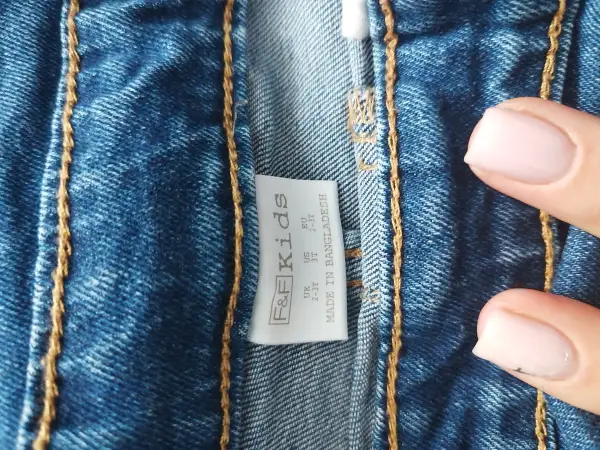 F&F Kids
UK US EU
2-3Y 3T 2-3Y
MADE IN BANGLADESH